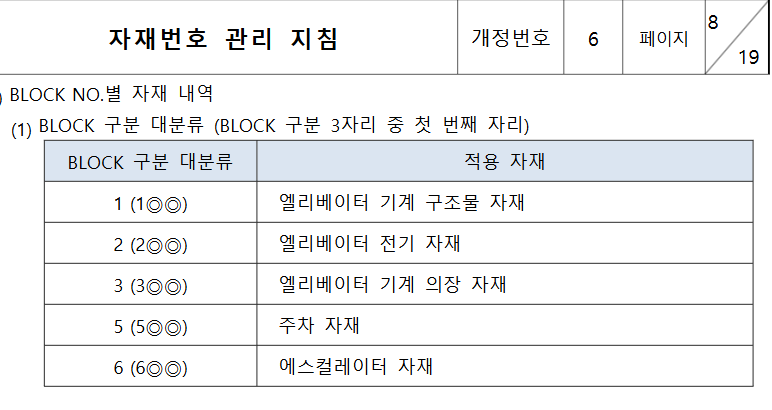 자재번호 관리 지침 개정번호 6 페이지 8 19
) BLOCK NO.별 자재 내역
(1) BLOCK 구분 대분류 (BLOCK 구분 3자리 중 첫 번째 자리)
BLOCK 구분 대분류 적용 자재
1 (1◎◎) 엘리베이터 기계 구조물 자재
2 (2◎◎) 엘리베이터 전기 자재
3 (3◎◎) 엘리베이터 기계 의장 자재
5 (5◎◎) 주차 자재
6 (6◎◎) 에스컬레이터 자재